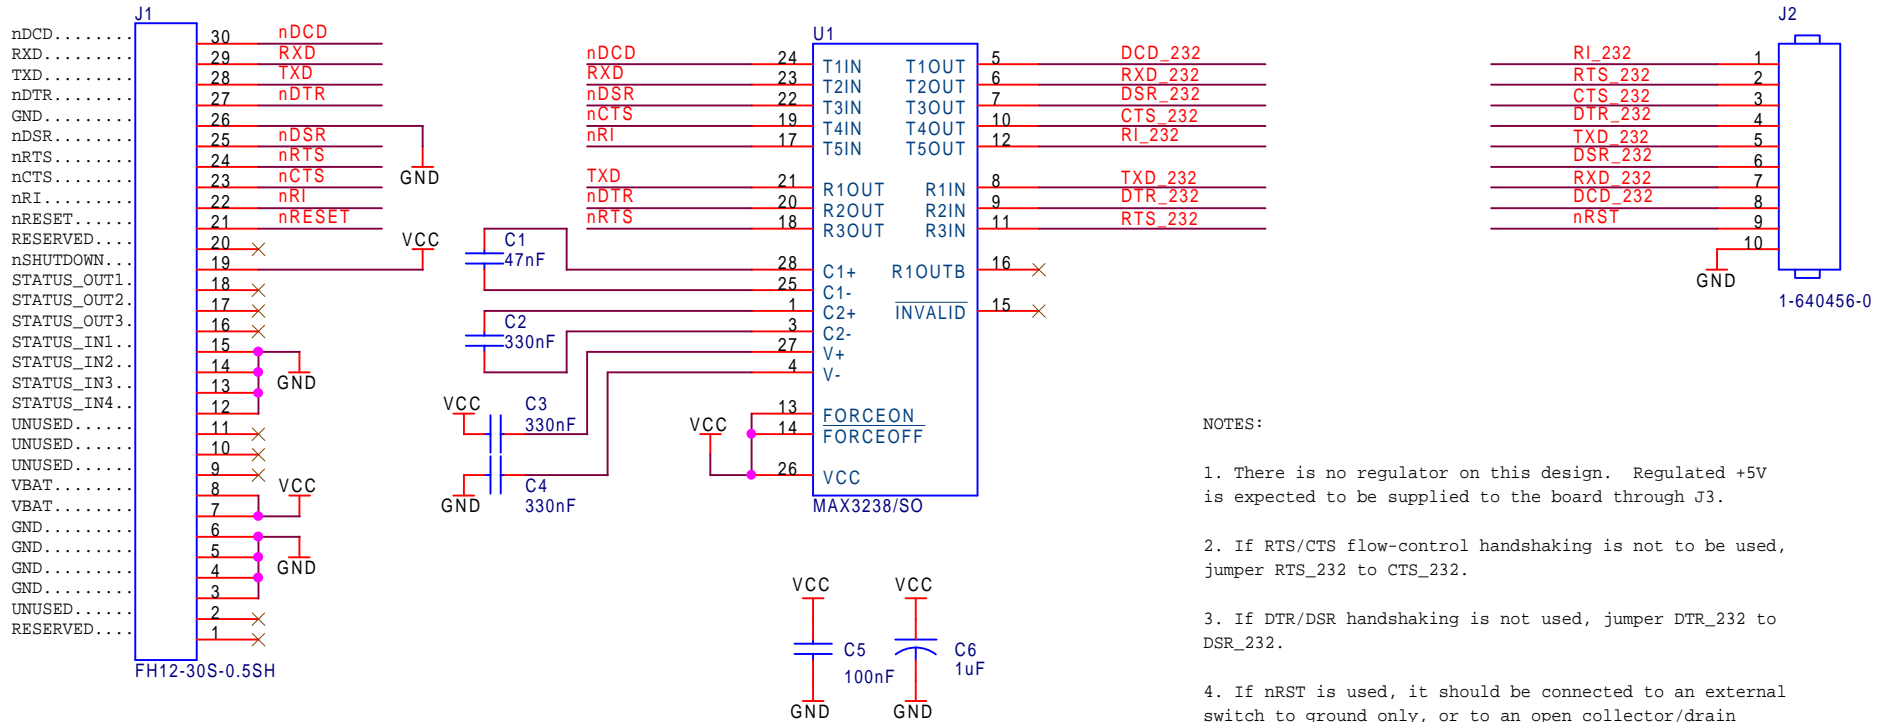 J1
nDCD........ 30 nDCD
RXD......... 29 RXD
TXD......... 28 TXD
nDTR........ 27 nDTR
GND......... 26
nDSR........ 25 nDSR
nRTS........ 24 nRTS
GND
nCTS........ 23 nCTS
nRI......... 22 nRI
nRESET...... 21 nRESET
RESERVED.... 20
VCC
nSHUTDOWN... 19
STATUS_OUT1. 18
STATUS_OUT2. 17
STATUS_OUT3. 16
STATUS_IN1.. 15
STATUS_IN2.. 14
GND
STATUS_IN3.. 13
STATUS_IN4.. 12
UNUSED...... 11
UNUSED...... 10
UNUSED...... 9
VBAT........ 8
VCC
VBAT........ 7
GND......... 6
GND......... 5
GND
GND......... 4
GND......... 3
UNUSED...... 2
RESERVED.... 1
FH12-30S-0.5SH
U1
nDCD 24 T1IN T1OUT 5 DCD_232
RXD 23 T2IN T2OUT 6 RXD_232
nDSR 22 T3IN T3OUT 7 DSR_232
nCTS 19 T4IN T4OUT 10 CTS_232
nRI 17 T5IN T5OUT 12 RI_232
TXD 21 R1OUT R1IN 8 TXD_232
nDTR 20 R2OUT R2IN 9 DTR_232
nRTS 18 R3OUT R3IN 11 RTS_232
C1
47nF
28 C1+ R1OUTB 16
25 C1-
1 C2+ INVALID 15
C2
330nF
3 C2-
27 V+
4 V-
VCC C3
330nF
13 FORCEON
VCC 14 FORCEOFF
26 VCC
C4
GND 330nF
MAX3238/SO
VCC VCC
C5
100nF
C6
1uF
GND GND
J2
RI_232 1
RTS_232 2
CTS_232 3
DTR_232 4
TXD_232 5
DSR_232 6
RXD_232 7
DCD_232 8
nRST 9
10
GND
1-640456-0
NOTES:
1. There is no regulator on this design.  Regulated +5V
is expected to be supplied to the board through J3.
2. If RTS/CTS flow-control handshaking is not to be used,
jumper RTS_232 to CTS_232.
3. If DTR/DSR handshaking is not used, jumper DTR_232 to
DSR_232.
4. If nRST is used, it should be connected to an external
switch to ground only, or to an open collector/drain